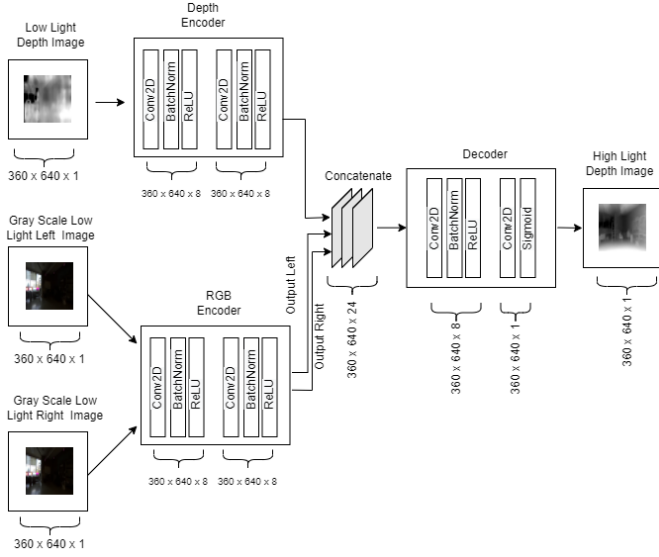 Low Light
Depth Image
360 x 640 x 1
Depth
Encoder
Conv2D
BatchNorm
ReLU
Conv2D
BatchNorm
ReLU
360 x 640 x 8
360 x 640 x 8
Gray Scale Low
Light Left Image
360 x 640 x 1
Gray Scale Low
Light Right Image
360 x 640 x 1
RGB
Encoder
Conv2D
BatchNorm
ReLU
Conv2D
BatchNorm
ReLU
360 x 640 x 8
360 x 640 x 8
Output Left
Output Right
Concatenate
360 x 640 x 24
Decoder
Conv2D
BatchNorm
ReLU
Conv2D
Sigmoid
360 x 640 x 8
360 x 640 x 1
High Light
Depth Image
360 x 640 x 1